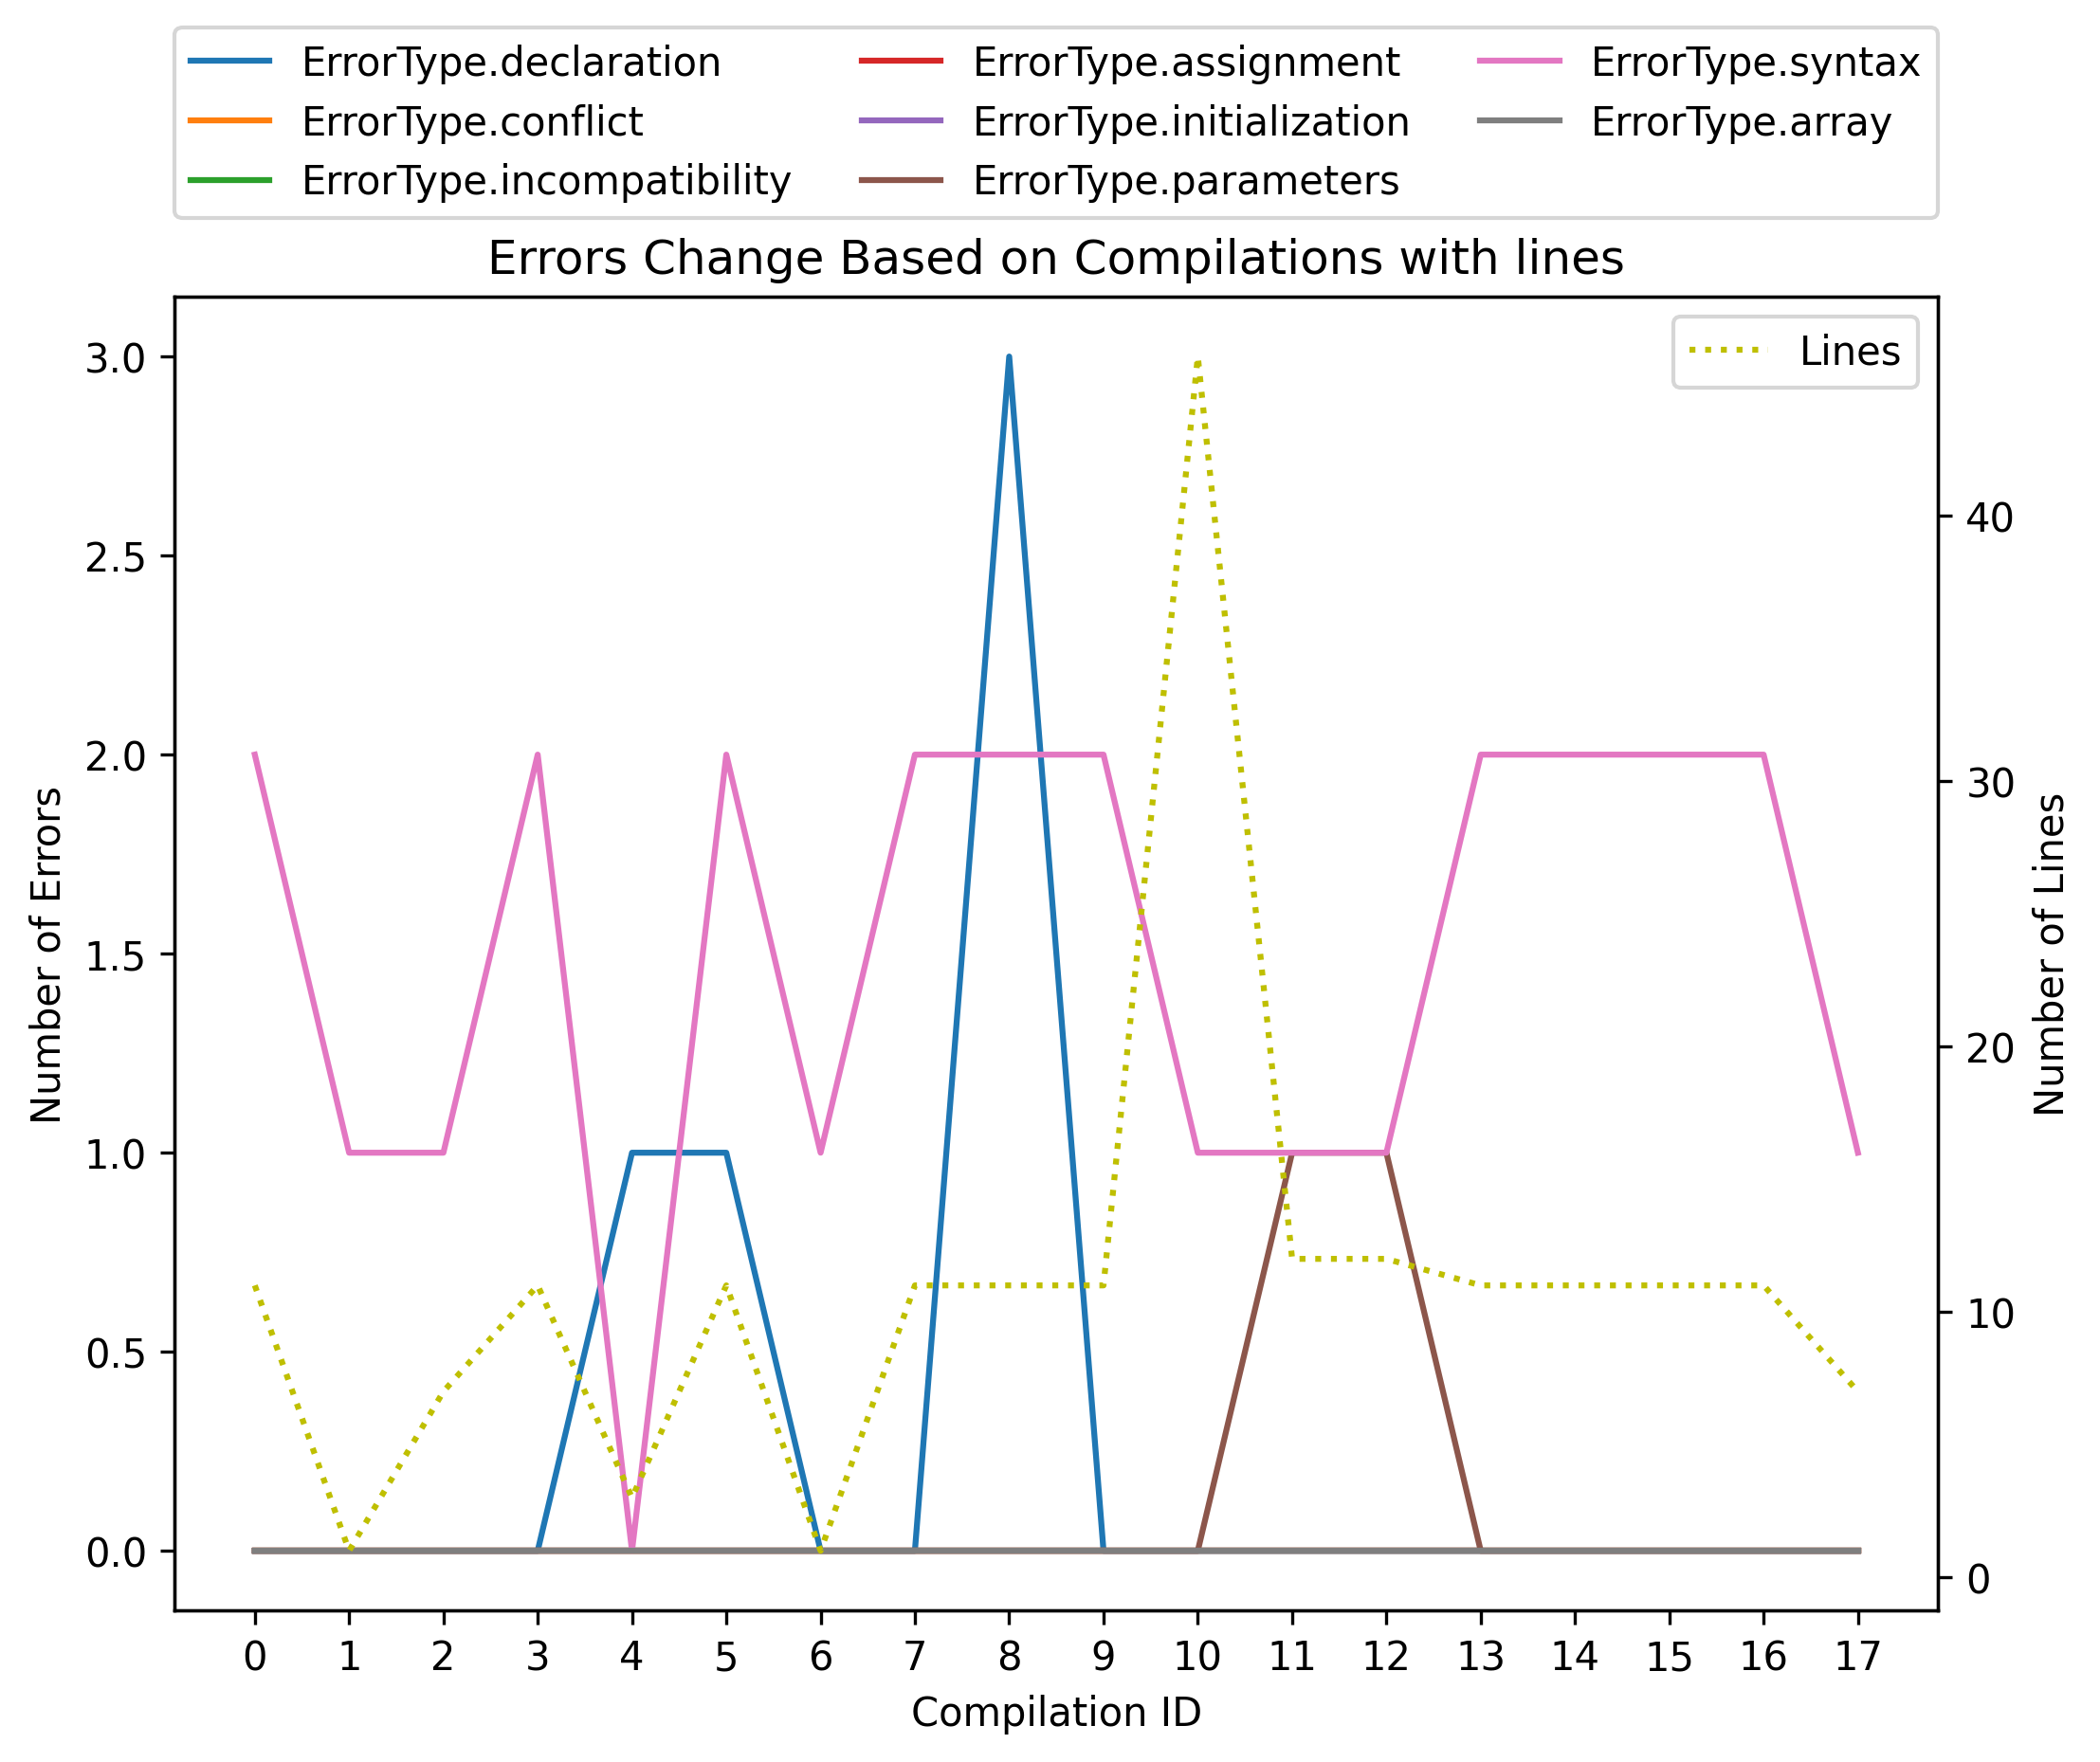 ErrorType.declaration
ErrorType.conflict
ErrorType.incompatibility
ErrorType.assignment
ErrorType.initialization
ErrorType.parameters
ErrorType.syntax
ErrorType.array
Errors Change Based on Compilations with lines
Lines
Number of Errors
3.0
2.5
2.0
1.5
1.0
0.5
0.0
40
30
20
10
0
Number of Lines
0 1 2 3 4 5 6 7 8 9 10 11 12 13 14 15 16 17
Compilation ID